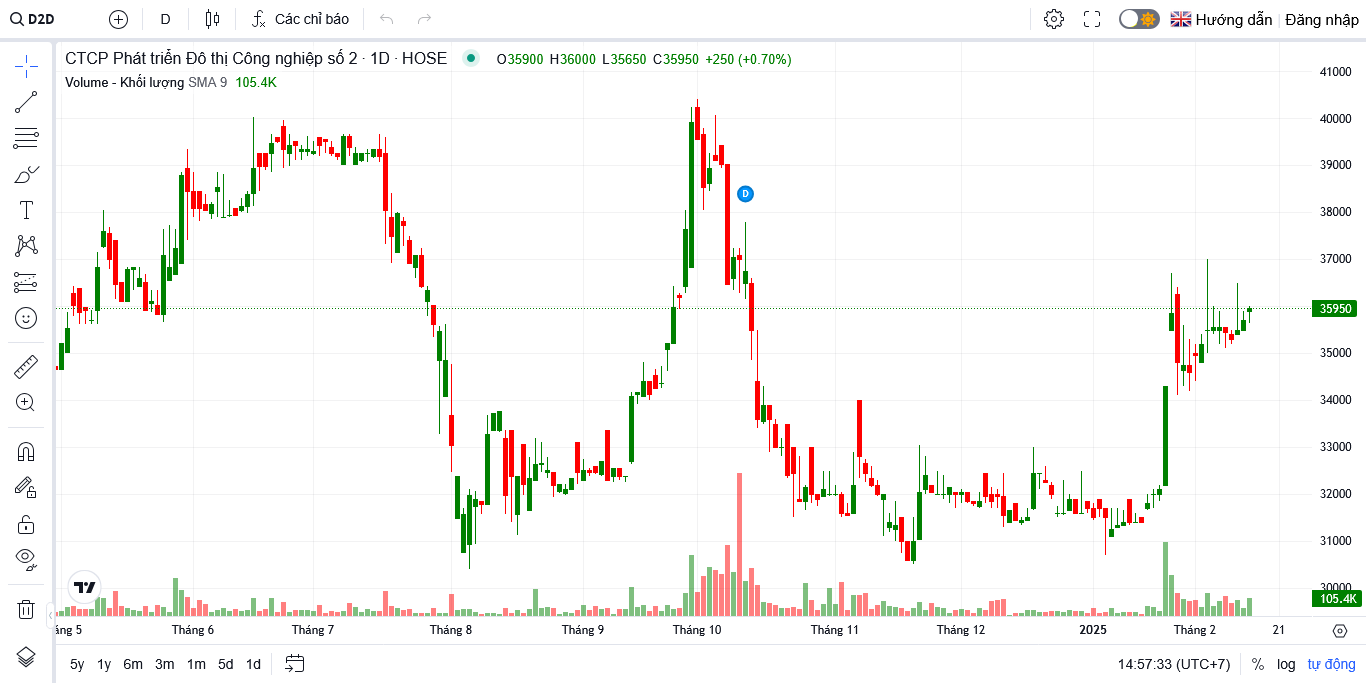 D2D D Các chỉ báo Hướng dẫn Đăng nhập
CTCP Phát triển Đô thị Công nghiệp số 2 · 1D · HOSE O35900 H36000 L35650 C35950 +250 (+0.70%)
Volume - Khối lượng SMA 9 105.4K
41000
40000
39000
D
38000
37000
35950
35000
34000
33000
32000
31000
30000
105.4K
áng 5 Tháng 6 Tháng 7 Tháng 8 Tháng 9 Tháng 10 Tháng 11 Tháng 12 2025 Tháng 2 21
5y 1y 6m 3m 1m 5d 1d 14:57:33 (UTC+7) % log tự động